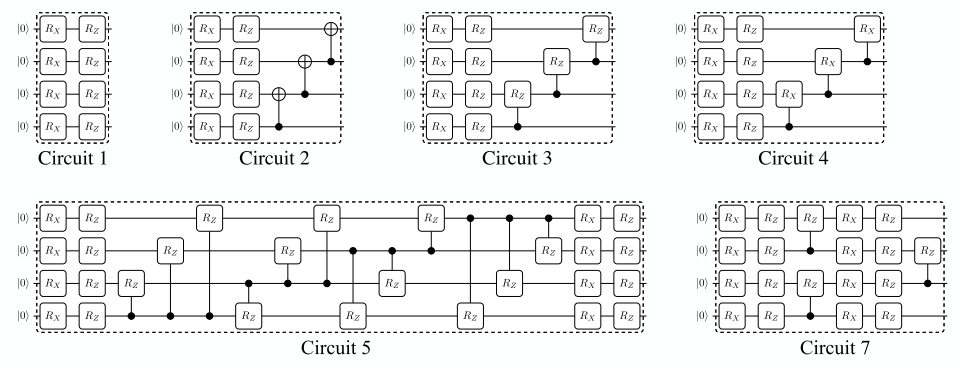 |0⟩ R_X R_Z
|0⟩ R_X R_Z
|0⟩ R_X R_Z
|0⟩ R_X R_Z
Circuit 1
|0⟩ R_X R_Z
|0⟩ R_X R_Z
|0⟩ R_X R_Z
|0⟩ R_X R_Z
Circuit 2
|0⟩ R_X R_Z R_Z
|0⟩ R_X R_Z R_Z
|0⟩ R_X R_Z R_Z
|0⟩ R_X R_Z
Circuit 3
|0⟩ R_X R_Z R_X
|0⟩ R_X R_Z R_X
|0⟩ R_X R_Z R_X
|0⟩ R_X R_Z
Circuit 4
|0⟩ R_X R_Z R_Z R_Z R_Z R_X R_Z
|0⟩ R_X R_Z R_Z R_Z R_Z R_X R_Z
|0⟩ R_X R_Z R_Z R_Z R_Z R_X R_Z
|0⟩ R_X R_Z R_Z R_Z R_Z R_X R_Z
Circuit 5
|0⟩ R_X R_Z R_Z R_X R_Z
|0⟩ R_X R_Z R_X R_Z R_Z
|0⟩ R_X R_Z R_Z R_X R_Z
|0⟩ R_X R_Z R_X R_Z
Circuit 7